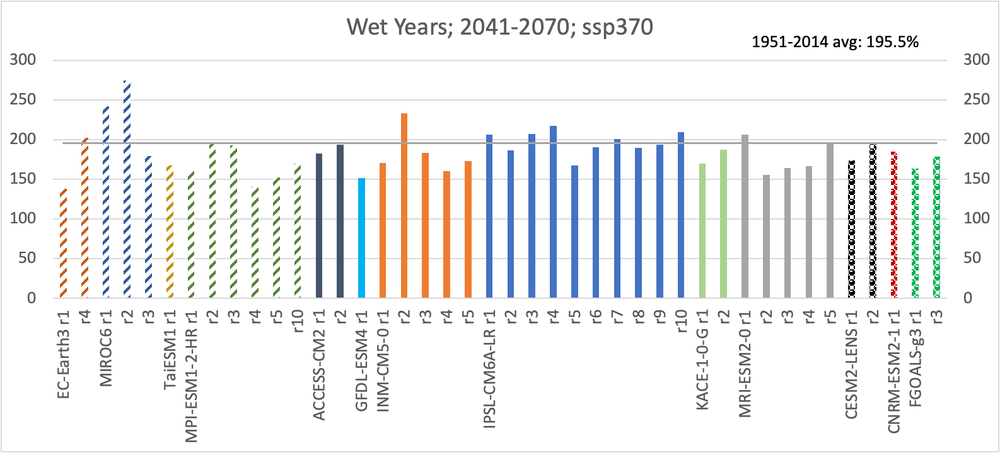 Wet Years; 2041-2070; ssp370
1951-2014 avg: 195.5%
300
300
250
250
200
200
150
150
100
100
50
50
0
0
EC-Earth3 r1
r4
MIROC6 r1
r2
r3
TaiESM1 r1
MPI-ESM1-2-HR r1
r2
r3
r4
r5
r10
ACCESS-CM2 r1
r2
GFDL-ESM4 r1
INM-CM5-0 r1
r2
r3
r4
r5
IPSL-CM6A-LR r1
r2
r3
r4
r5
r6
r7
r8
r9
r10
KACE-1-0-G r1
r2
MRI-ESM2-0 r1
r2
r3
r4
r5
CESM2-LENS r1
r2
CNRM-ESM2-1 r1
FGOALS-g3 r1
r3